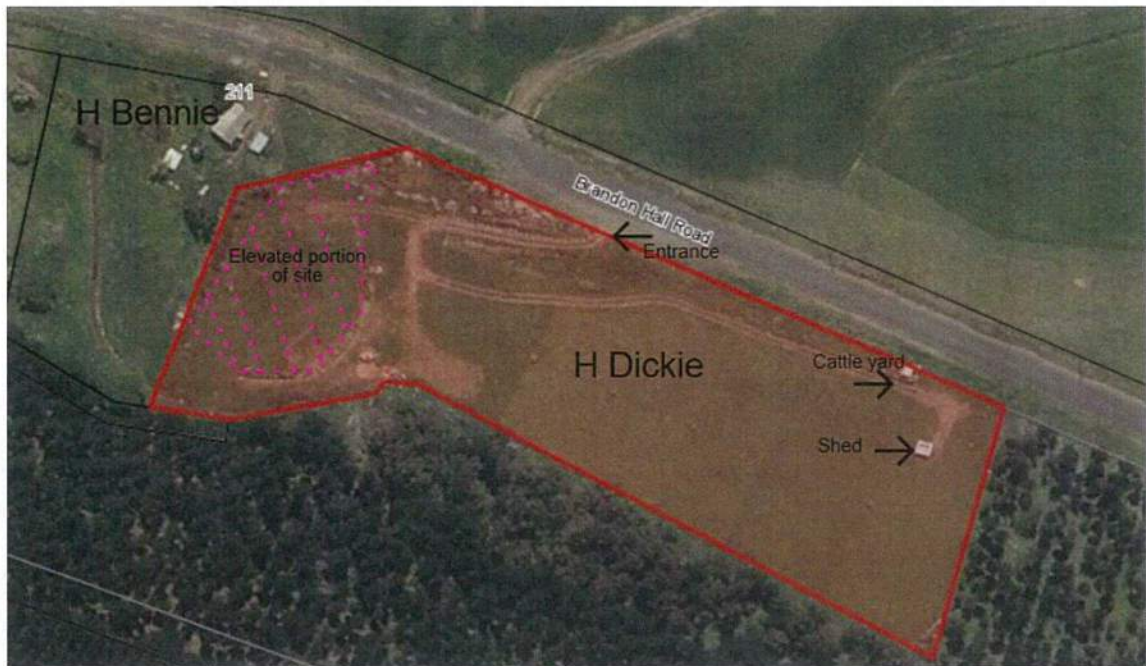 H Bennie
211
Brandon Hall Road
Entrance
Elevated portion
of site
H Dickie
Cattle yard
Shed